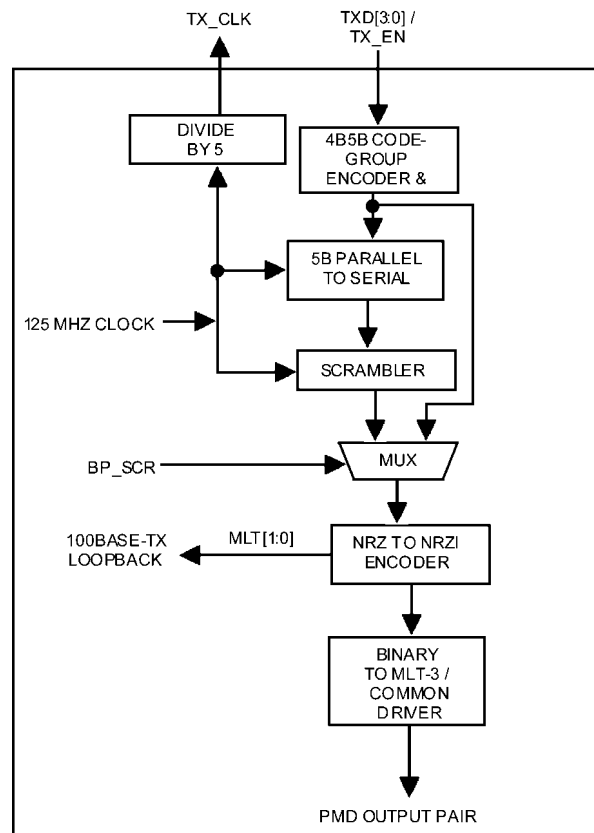 TX_CLK
TXD[3:0] /
TX_EN
DIVIDE
BY 5
4B5B CODE-
GROUP
ENCODER &
5B PARALLEL
TO SERIAL
125 MHZ CLOCK
SCRAMBLER
BP_SCR
MUX
100BASE-TX
LOOPBACK
MLT[1:0]
NRZ TO NRZI
ENCODER
BINARY
TO MLT-3 /
COMMON
DRIVER
PMD OUTPUT PAIR